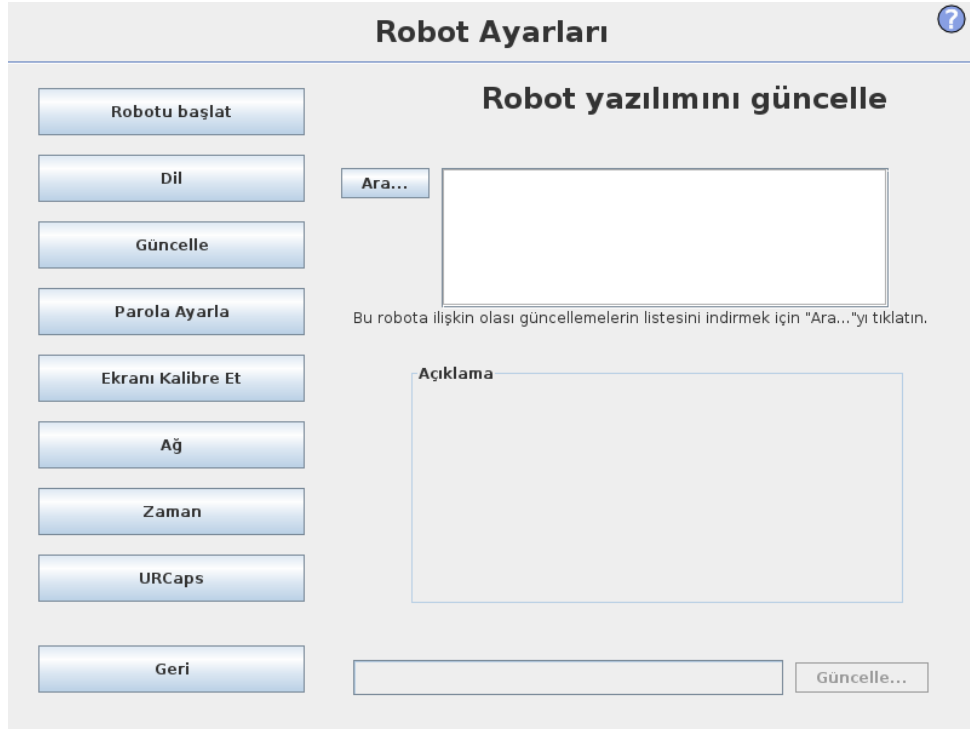 Robot Ayarları
?
Robotu başlat
Dil
Güncelle
Parola Ayarla
Ekranı Kalibre Et
Ağ
Zaman
URCaps
Geri
Robot yazılımını güncelle
Ara...
Bu robota ilişkin olası güncellemelerin listesini indirmek için "Ara..."yı tıklatın.
Açıklama
Güncelle...